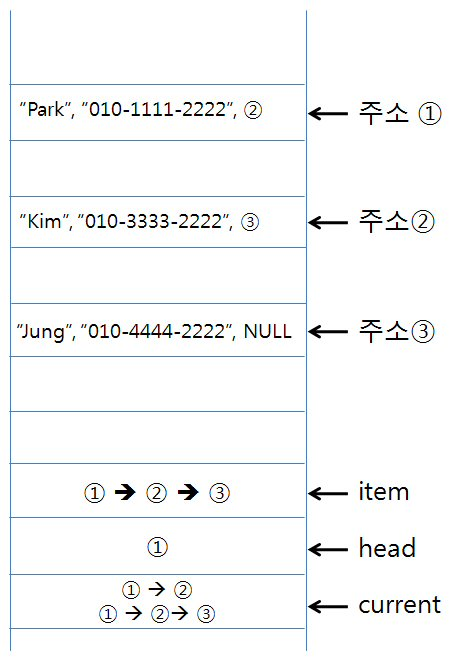 "Park", "010-1111-2222", ② ← 주소 ①
"Kim", "010-3333-2222", ③ ← 주소②
"Jung", "010-4444-2222", NULL ← 주소③
① → ② → ③ ← item
① ← head
① → ②
① → ②→ ③ ← current